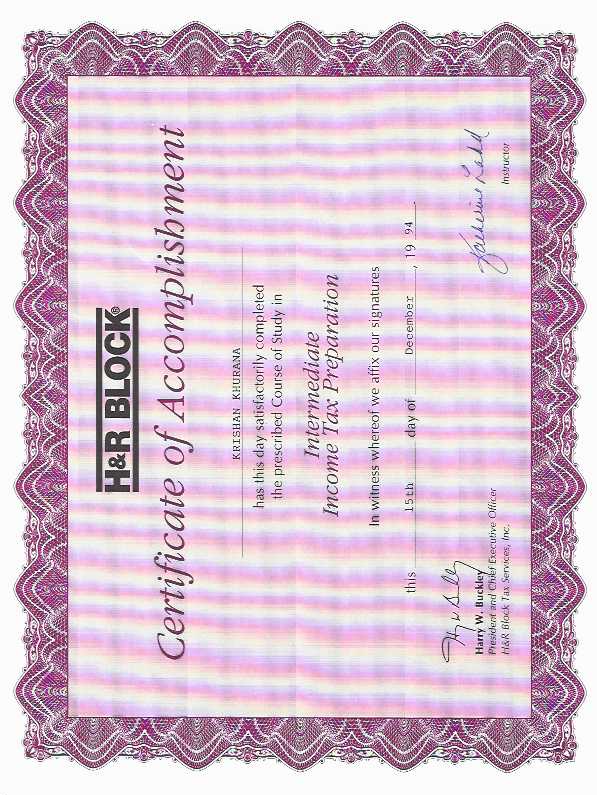 H&R BLOCK®
Certificate of Accomplishment
KRISHAN KHURANA
has this day satisfactorily completed
the prescribed Course of Study in
Intermediate
Income Tax Preparation
In witness whereof we affix our signatures
this 15th day of December, 19 94.
Harry W. Buckley
President and Chief Executive Officer
H&R Block Tax Services, Inc.
Katherine Ladd
Instructor